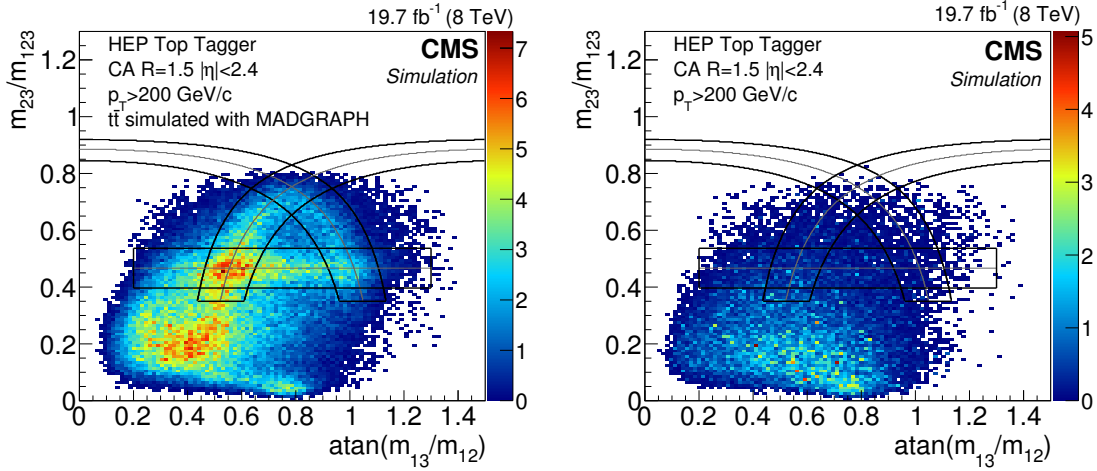 19.7 fb⁻¹ (8 TeV)
HEP Top Tagger
CA R=1.5 |η|<2.4
p_T>200 GeV/c
tt̄ simulated with MADGRAPH
CMS
Simulation
m₂₃/m₁₂₃
1.2
1
0.8
0.6
0.4
0.2
0
0 0.2 0.4 0.6 0.8 1 1.2 1.4
atan(m₁₃/m₁₂)
7
6
5
4
3
2
1
0
19.7 fb⁻¹ (8 TeV)
HEP Top Tagger
CA R=1.5 |η|<2.4
p_T>200 GeV/c
CMS
Simulation
m₂₃/m₁₂₃
1.2
1
0.8
0.6
0.4
0.2
0
0 0.2 0.4 0.6 0.8 1 1.2 1.4
atan(m₁₃/m₁₂)
5
4
3
2
1
0